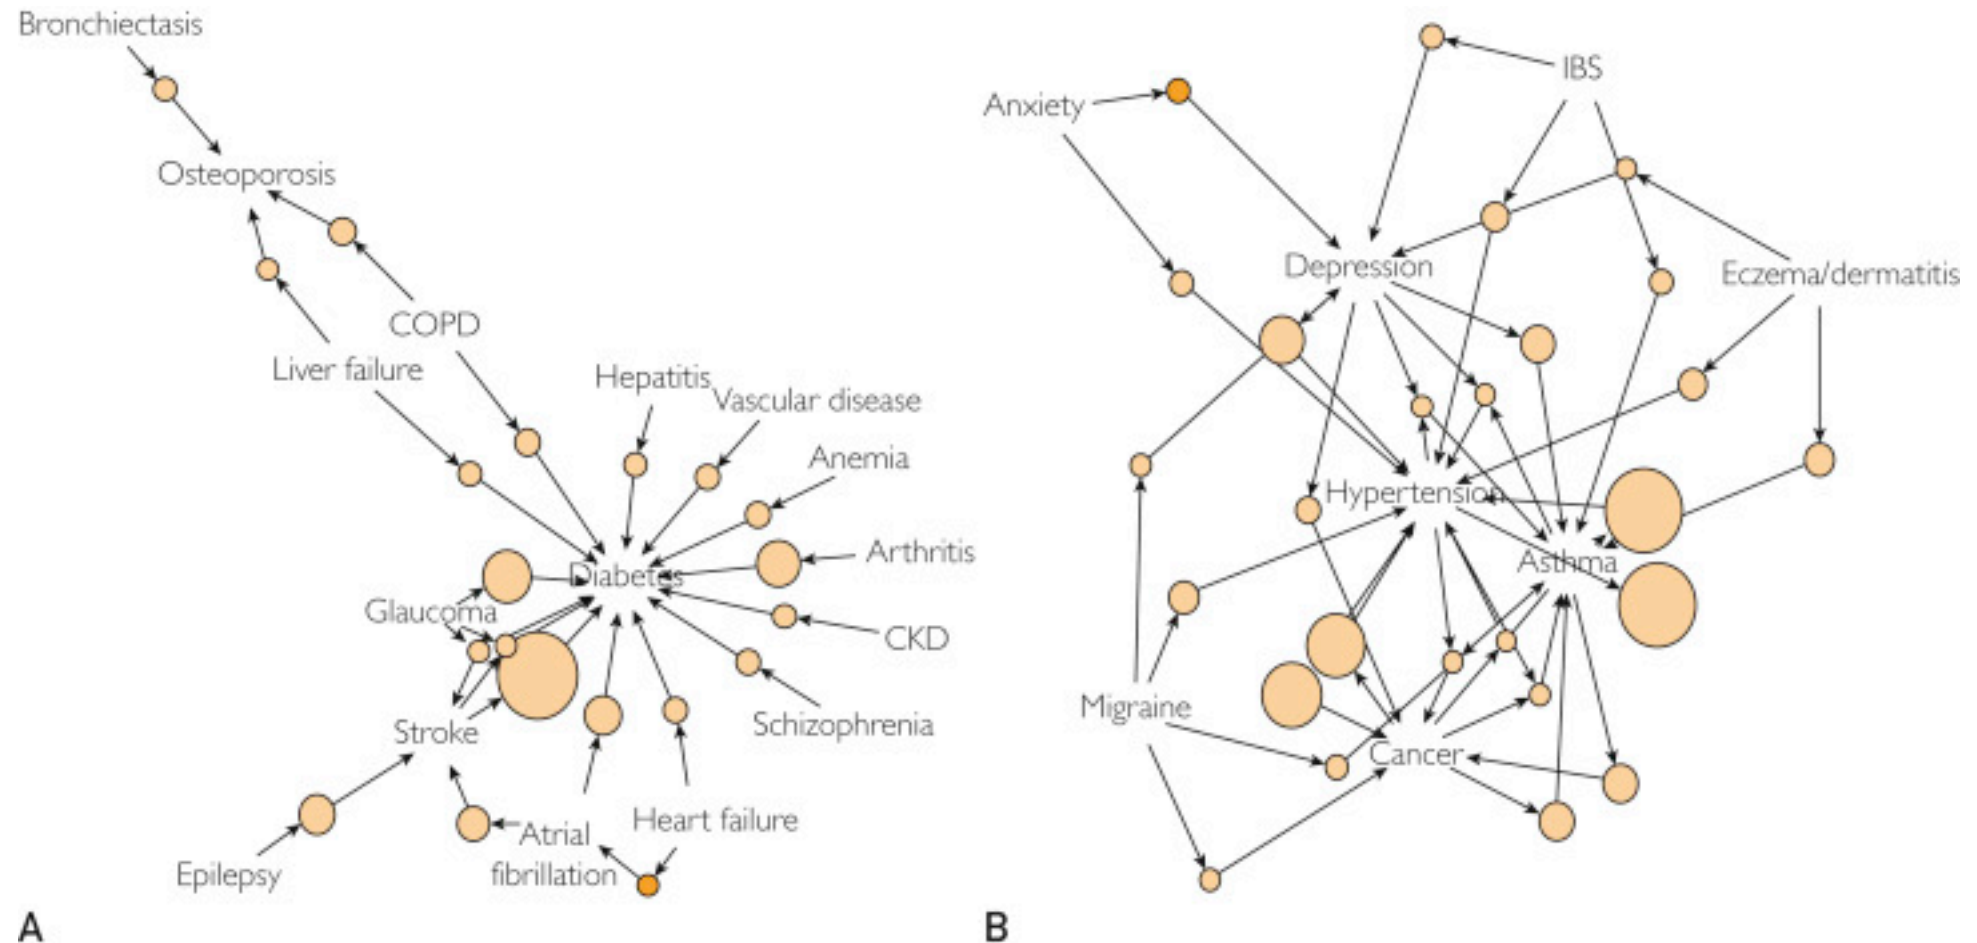 Bronchiectasis
Osteoporosis
COPD
Liver failure
Hepatitis
Vascular disease
Anemia
Arthritis
Diabetes
Glaucoma
CKD
Schizophrenia
Stroke
Heart failure
Atrial
fibrillation
Epilepsy
A
IBS
Anxiety
Depression
Eczema/dermatitis
Hypertension
Asthma
Migraine
Cancer
B